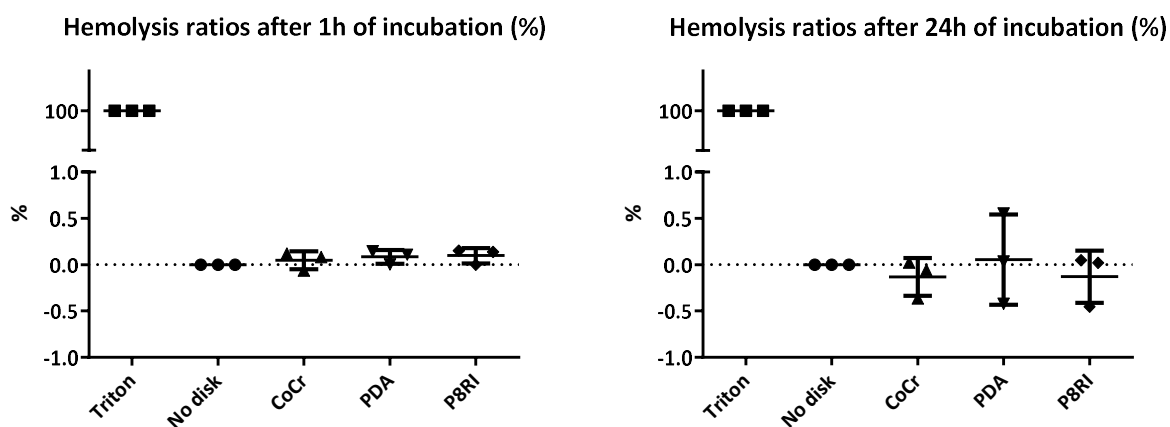 Hemolysis ratios after 1h of incubation (%)
100
1.0
0.5
0.0
-0.5
-1.0
%
Triton
No disk
CoCr
PDA
P8RI
Hemolysis ratios after 24h of incubation (%)
100
1.0
0.5
0.0
-0.5
-1.0
%
Triton
No disk
CoCr
PDA
P8RI